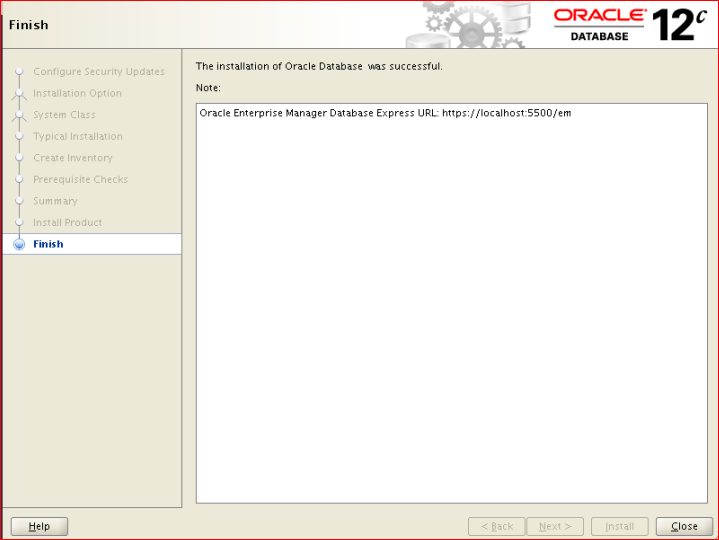 Finish
ORACLE
DATABASE
12c
Configure Security Updates
Installation Option
System Class
Typical Installation
Create Inventory
Prerequisite Checks
Summary
Install Product
Finish
The installation of Oracle Database was successful.
Note:
Oracle Enterprise Manager Database Express URL: https://localhost:5500/em
Help
< Back
Next >
Install
Close